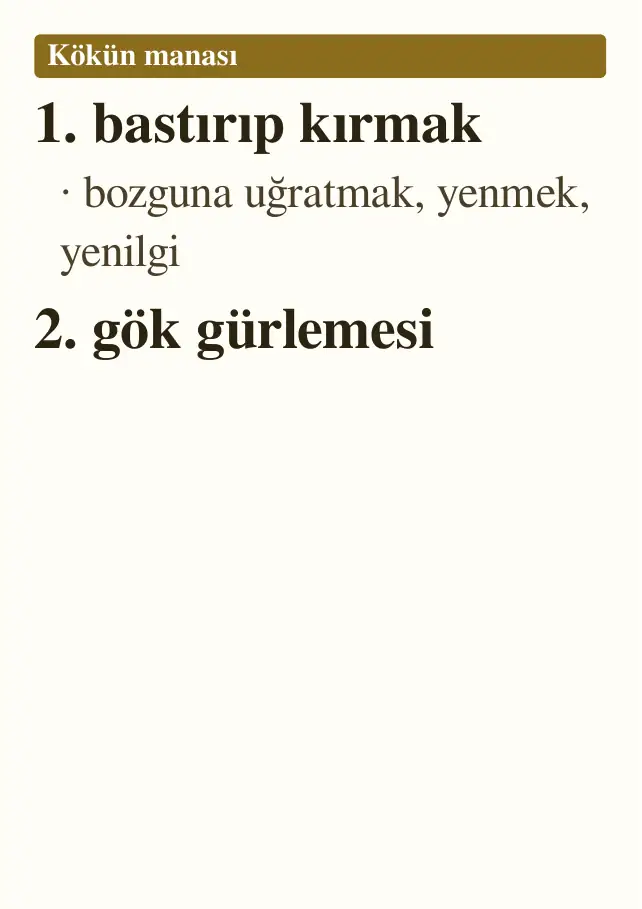 Kökün manası
1. bastırıp kırmak
· bozguna uğratmak, yenmek,
yenilgi
2. gök gürlemesi